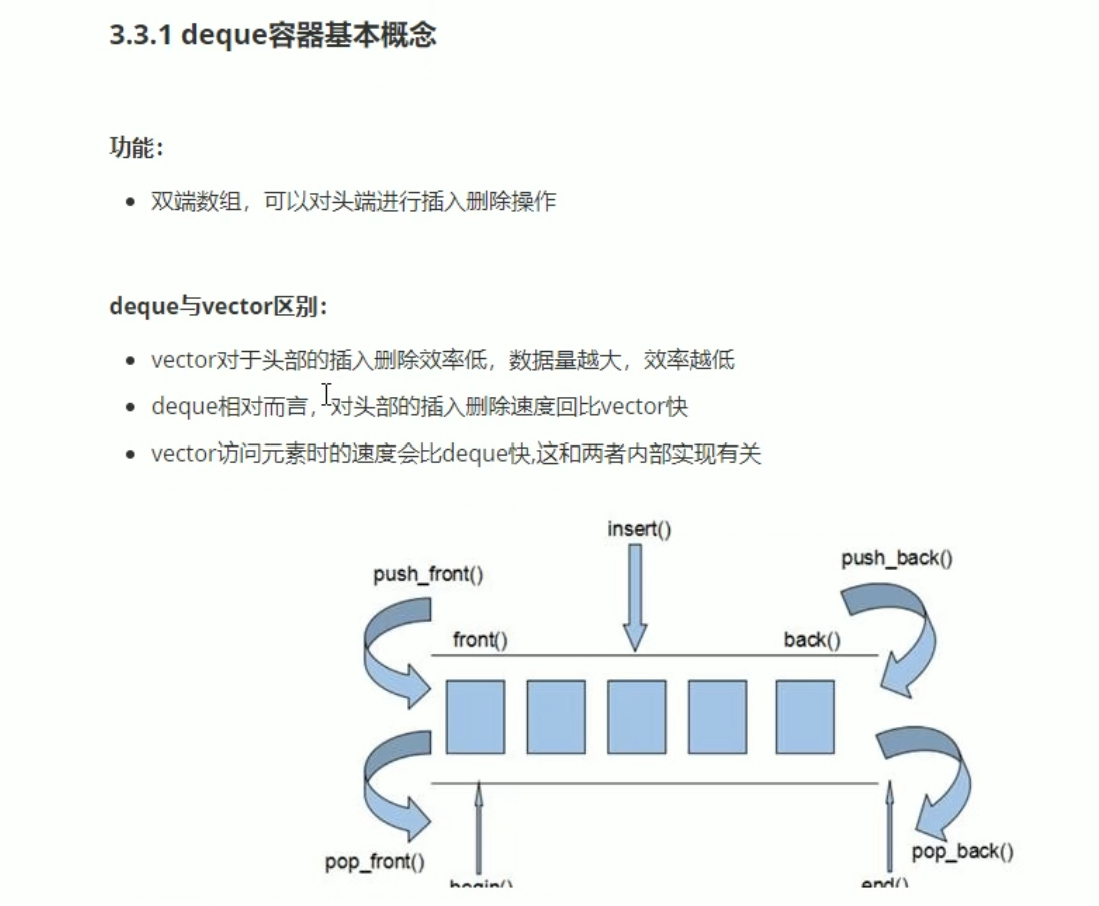 3.3.1 deque容器基本概念
功能：
双端数组，可以对头端进行插入删除操作
deque与vector区别：
vector对于头部的插入删除效率低，数据量越大，效率越低
deque相对而言，对头部的插入删除速度回比vector快
vector访问元素时的速度会比deque快,这和两者内部实现有关
insert()
push_back()
push_front()
front()
back()
pop_back()
pop_front()
begin()
end()